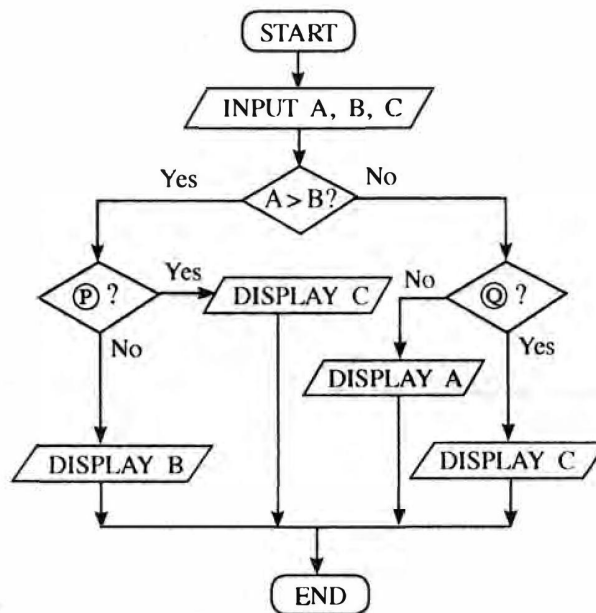 START
INPUT A, B, C
Yes
A > B?
No
Ⓟ ?
Yes
DISPLAY C
No
Ⓠ ?
No
DISPLAY A
Yes
DISPLAY B
DISPLAY C
END